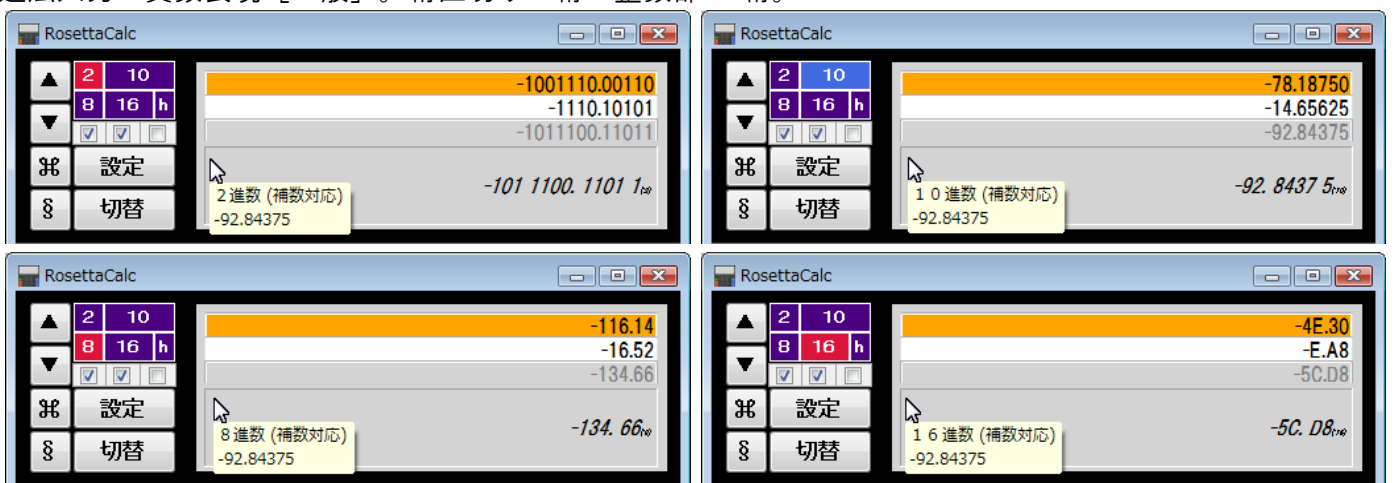 RosettaCalc
2 10
8 16 h
⌘ 設定
§ 切替
-1001110.00110
-1110.10101
-1011100.11011
-101 1100. 1101 1
2進数 (補数対応)
-92.84375
RosettaCalc
2 10
8 16 h
⌘ 設定
§ 切替
-78.18750
-14.65625
-92.84375
-92. 8437 5
10進数 (補数対応)
-92.84375
RosettaCalc
2 10
8 16 h
⌘ 設定
§ 切替
-116.14
-16.52
-134.66
-134. 66
8進数 (補数対応)
-92.84375
RosettaCalc
2 10
8 16 h
⌘ 設定
§ 切替
-4E.30
-E.A8
-5C.D8
-5C. D8
16進数 (補数対応)
-92.84375